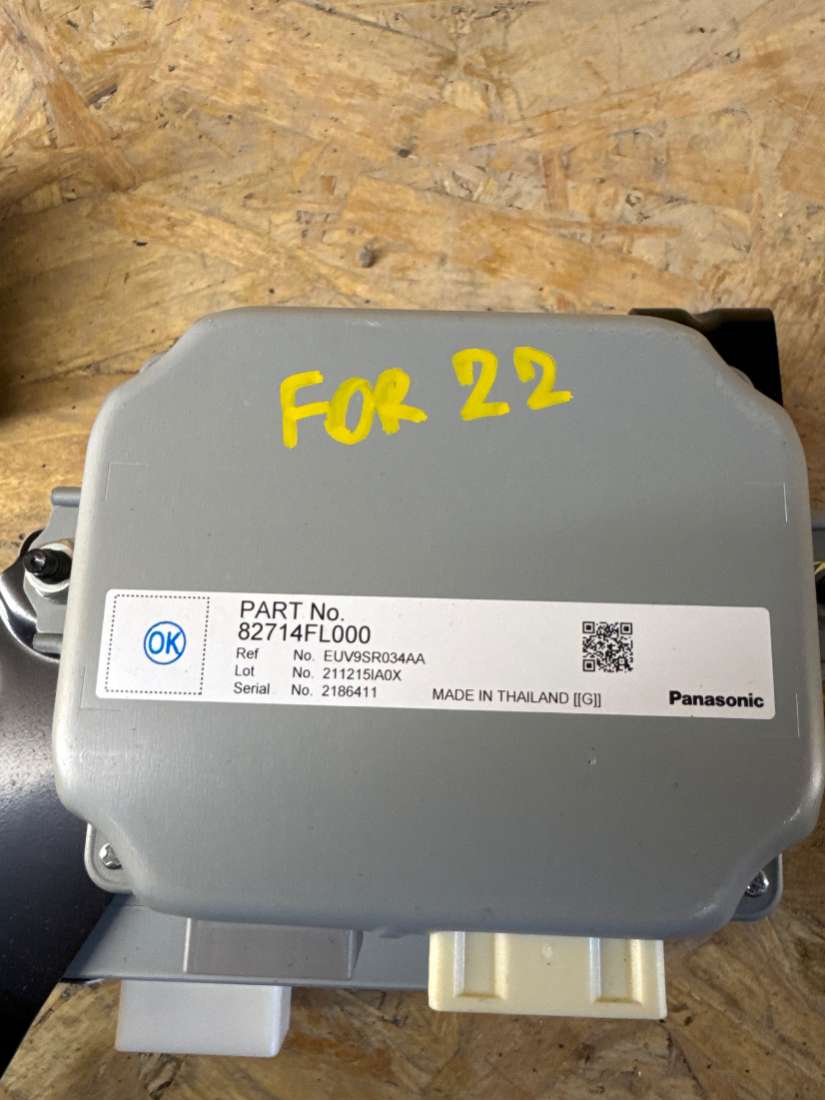 FOR 22
OK
PART No.
82714FL000
Ref No. EUV9SR034AA
Lot No. 211215IA0X
Serial No. 2186411
MADE IN THAILAND [[G]]
Panasonic